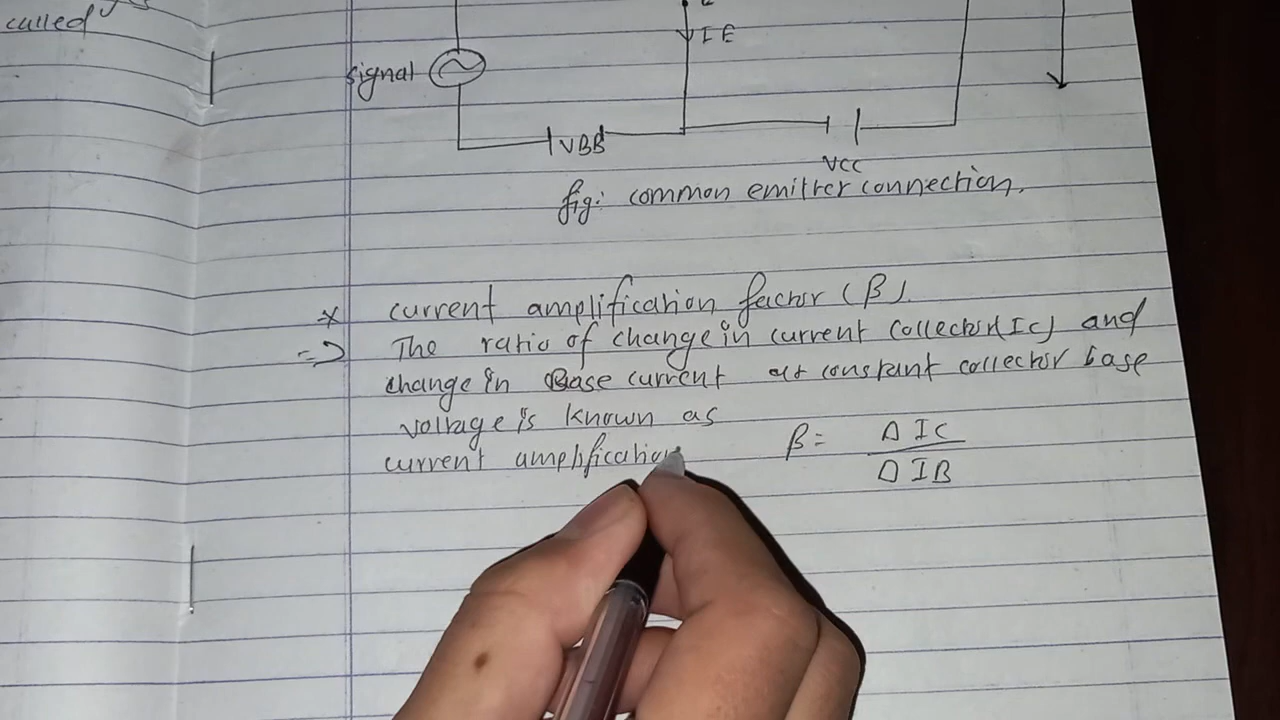 called
IE
signal
VBB
VCC
fig: common emitter connection.
* current amplification factor (β).
=> The ratio of change in current collector (Ic) and
change in Base current at constant collector base
voltage is known as
current amplification
β = ΔIC / ΔIB